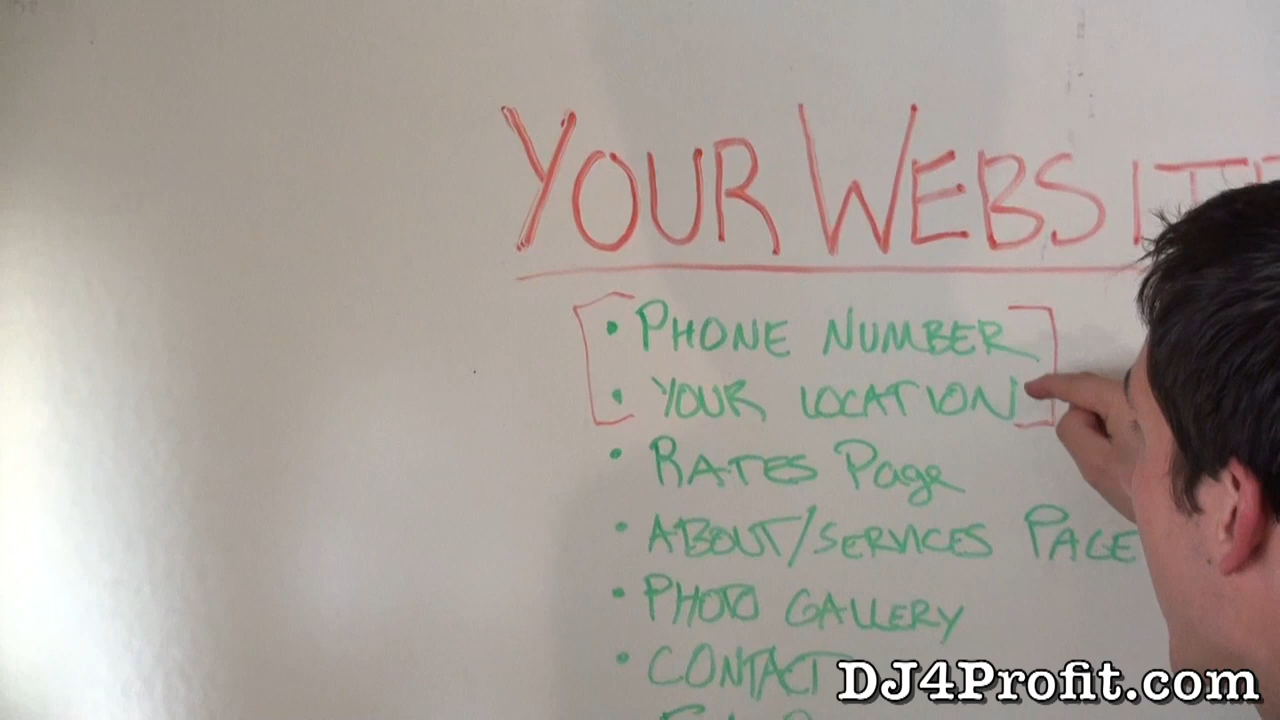 YOUR WEBSITE
• PHONE NUMBER
• YOUR LOCATION
• RATES Page
• ABOUT/SERVICES PAGE
• PHOTO GALLERY
• CONTACT
DJ4Profit.com